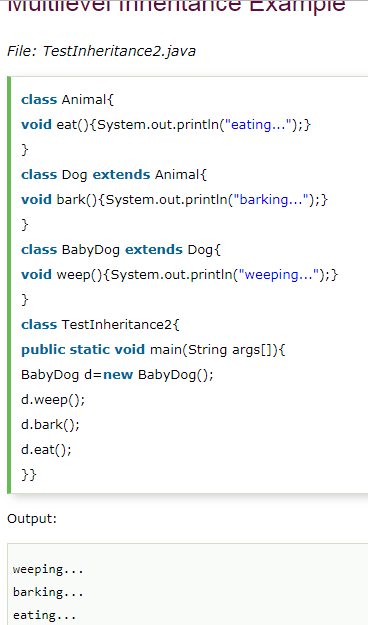 Multilevel Inheritance Example
File: TestInheritance2.java
class Animal{
void eat(){System.out.println("eating...");}
}
class Dog extends Animal{
void bark(){System.out.println("barking...");}
}
class BabyDog extends Dog{
void weep(){System.out.println("weeping...");}
}
class TestInheritance2{
public static void main(String args[]){
BabyDog d=new BabyDog();
d.weep();
d.bark();
d.eat();
}}
Output:
weeping...
barking...
eating...